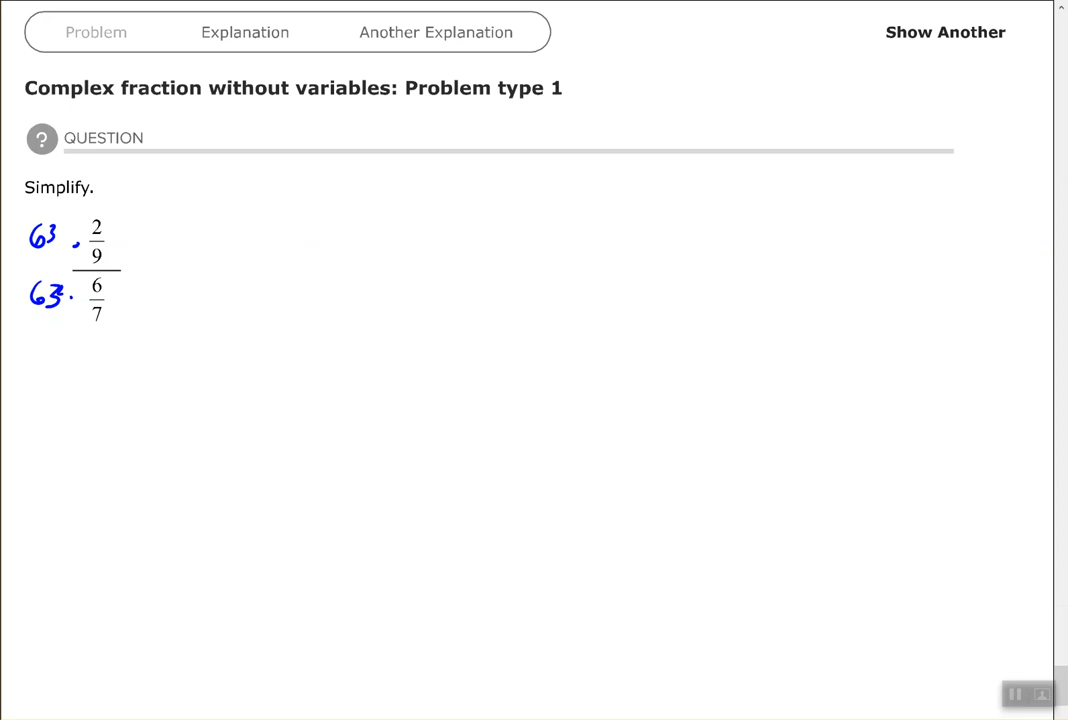 Problem Explanation Another Explanation Show Another
Complex fraction without variables: Problem type 1
? QUESTION
Simplify.
63 · 2/9
63 · 6/7